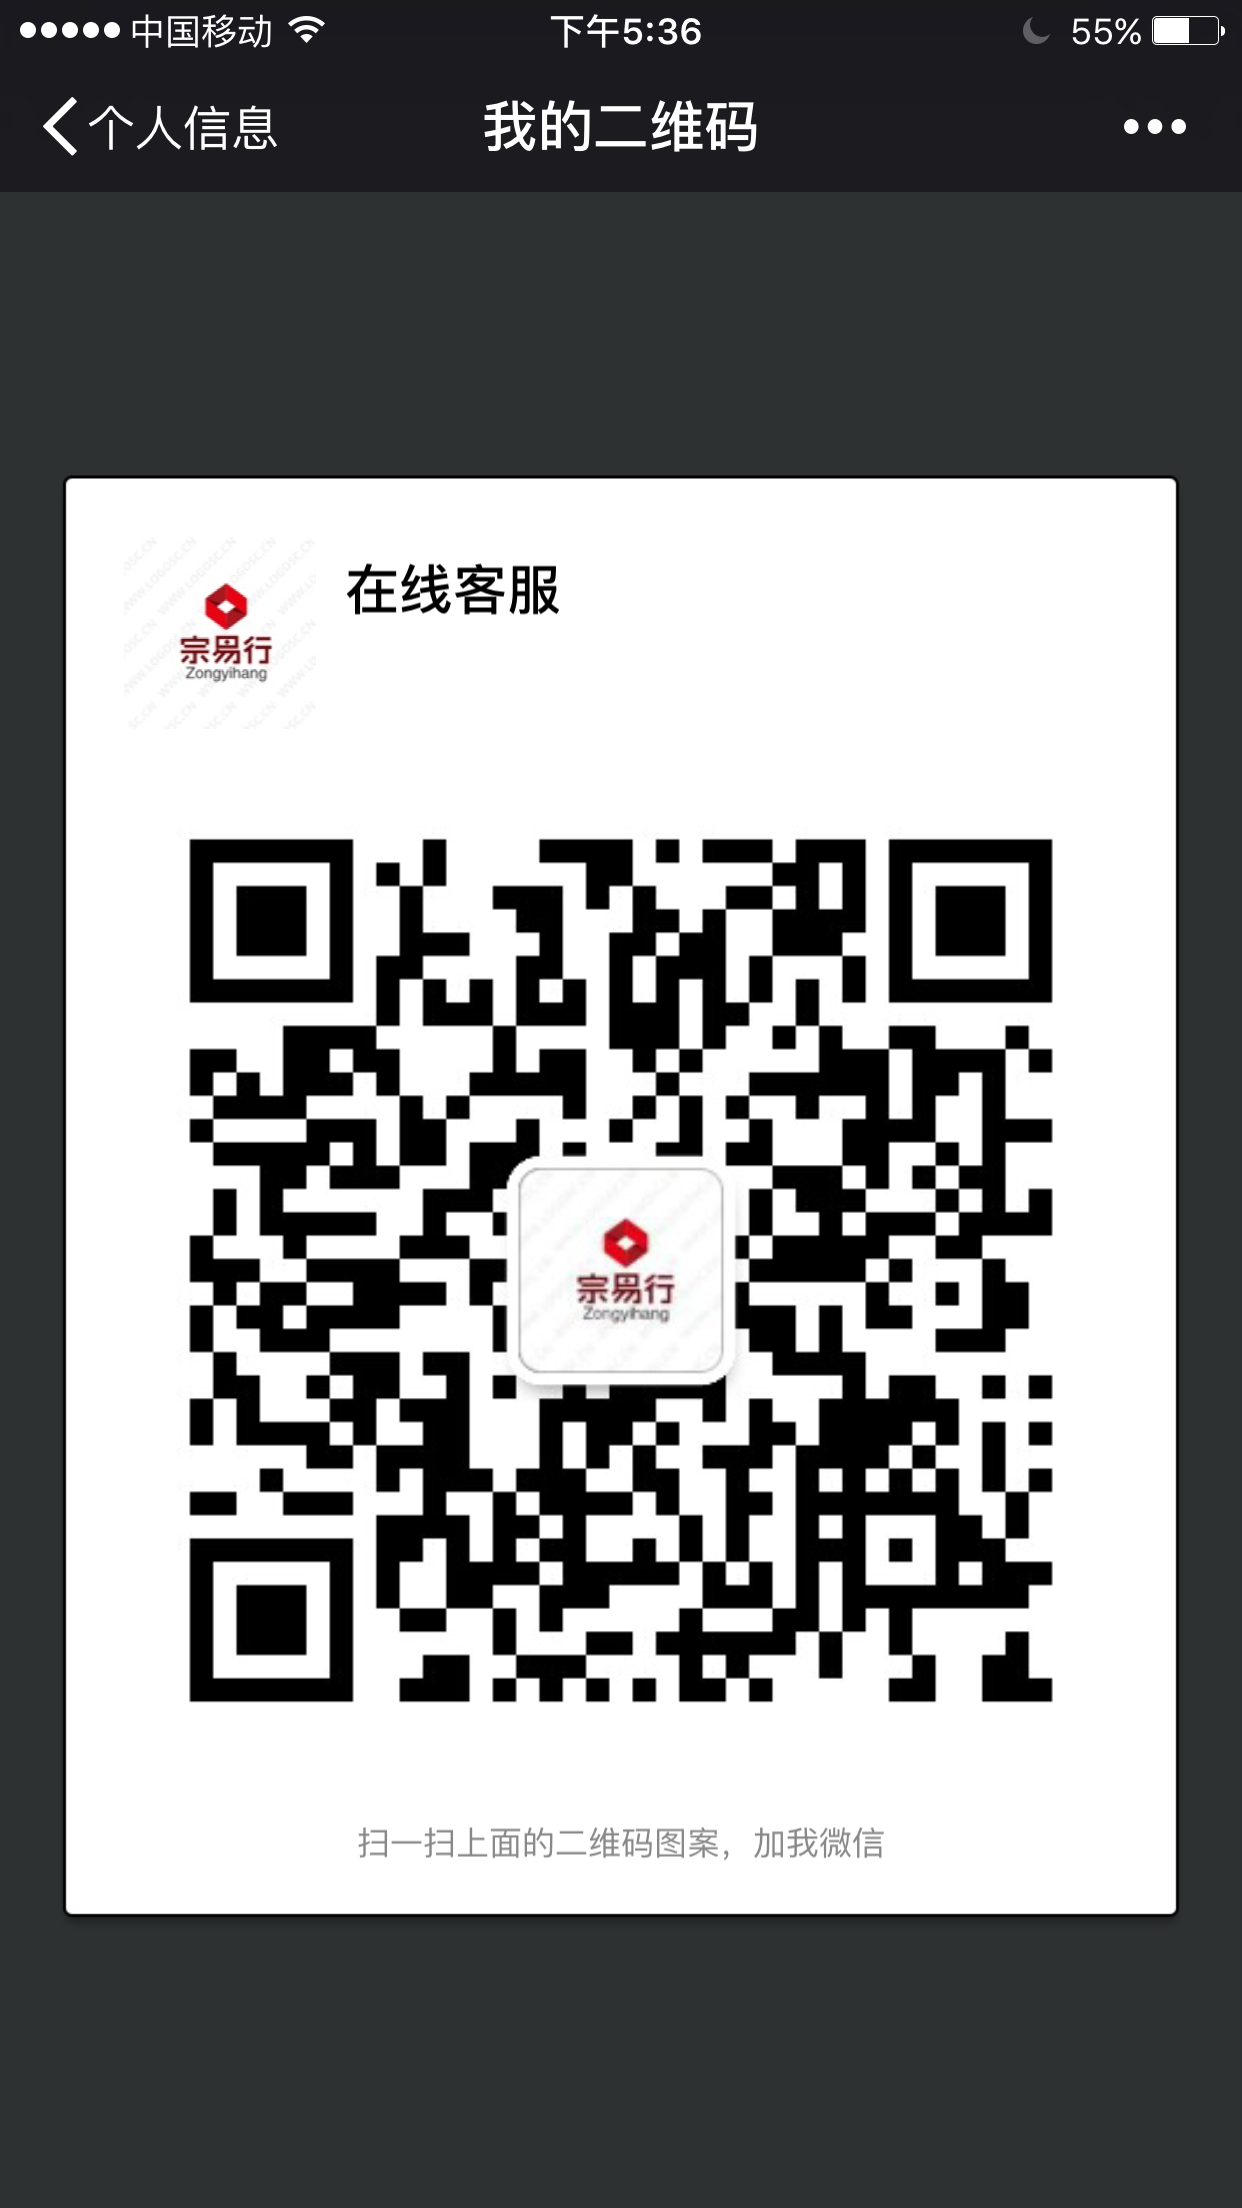 中国移动 下午5:36 55%
个人信息 我的二维码
在线客服
宗易行
Zongyihang
宗易行
Zongyihang
扫一扫上面的二维码图案，加我微信